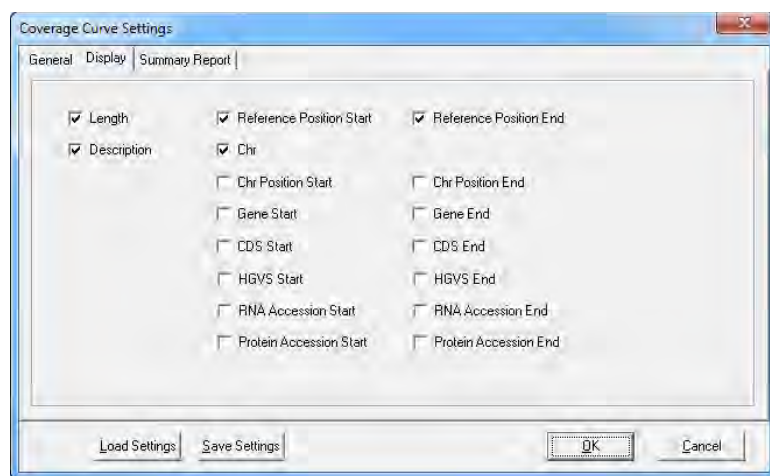 Coverage Curve Settings
General Display Summary Report
Length Reference Position Start Reference Position End
Description Chr
Chr Position Start Chr Position End
Gene Start Gene End
CDS Start CDS End
HGVS Start HGVS End
RNA Accession Start RNA Accession End
Protein Accession Start Protein Accession End
Load Settings Save Settings OK Cancel